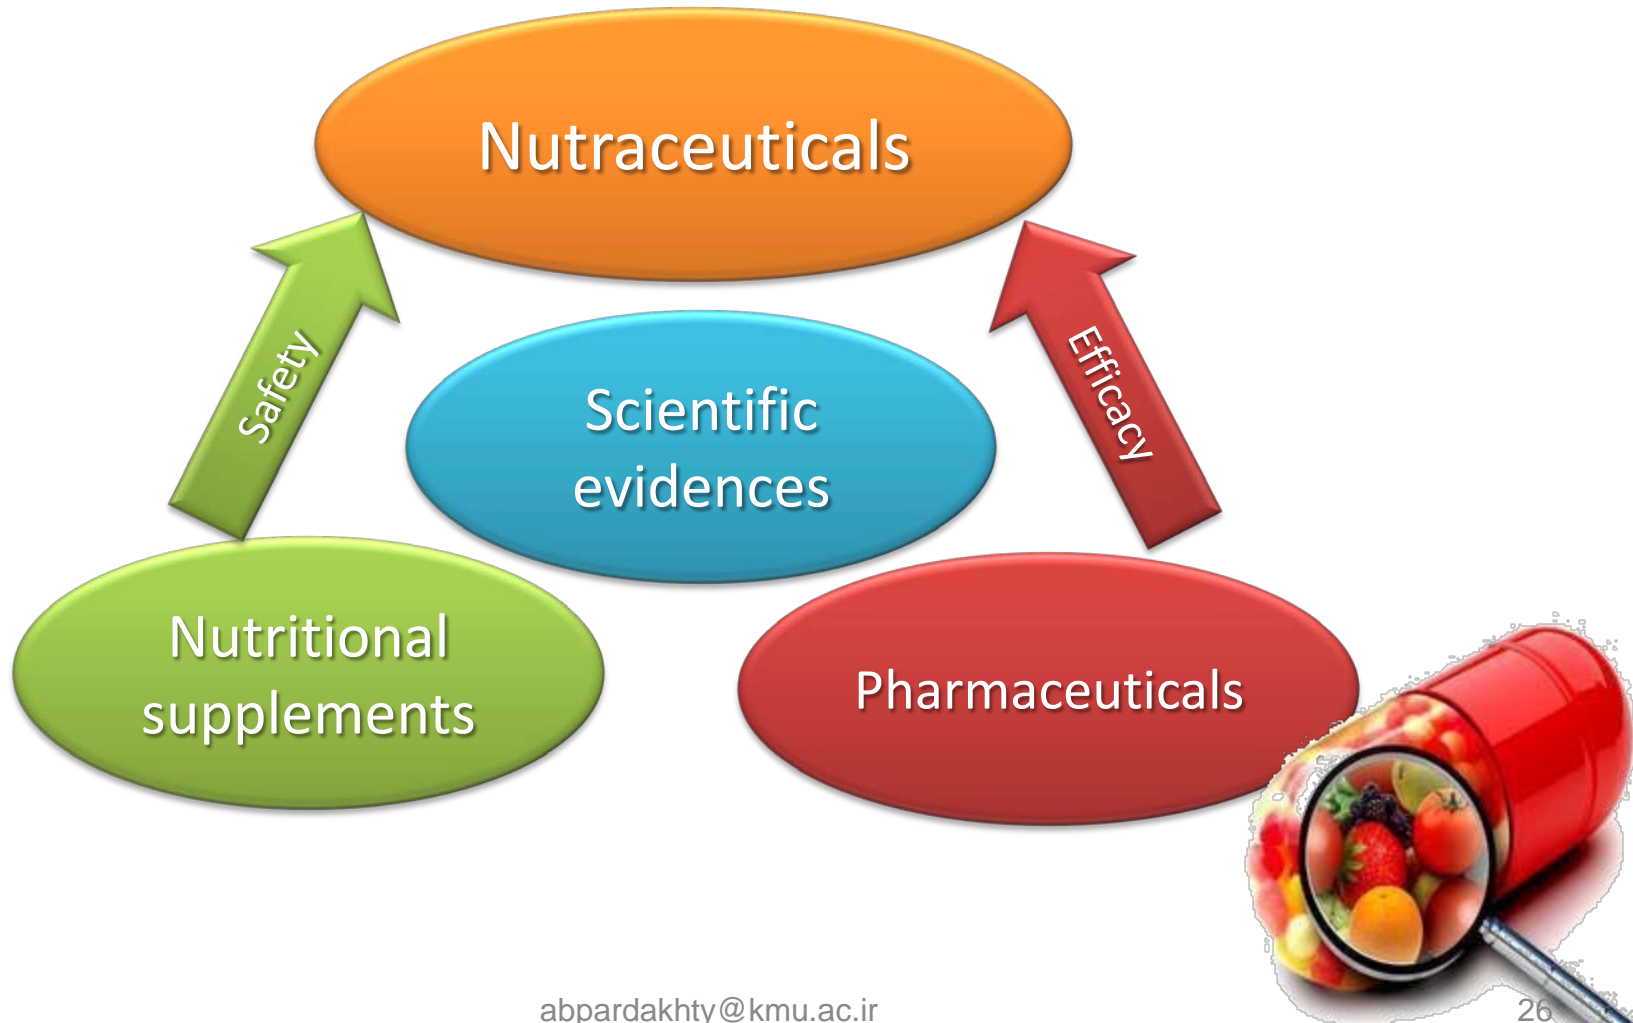 Nutraceuticals
Safety
Efficacy
Scientific
evidences
Nutritional
supplements
Pharmaceuticals
abpardakhty@kmu.ac.ir
26